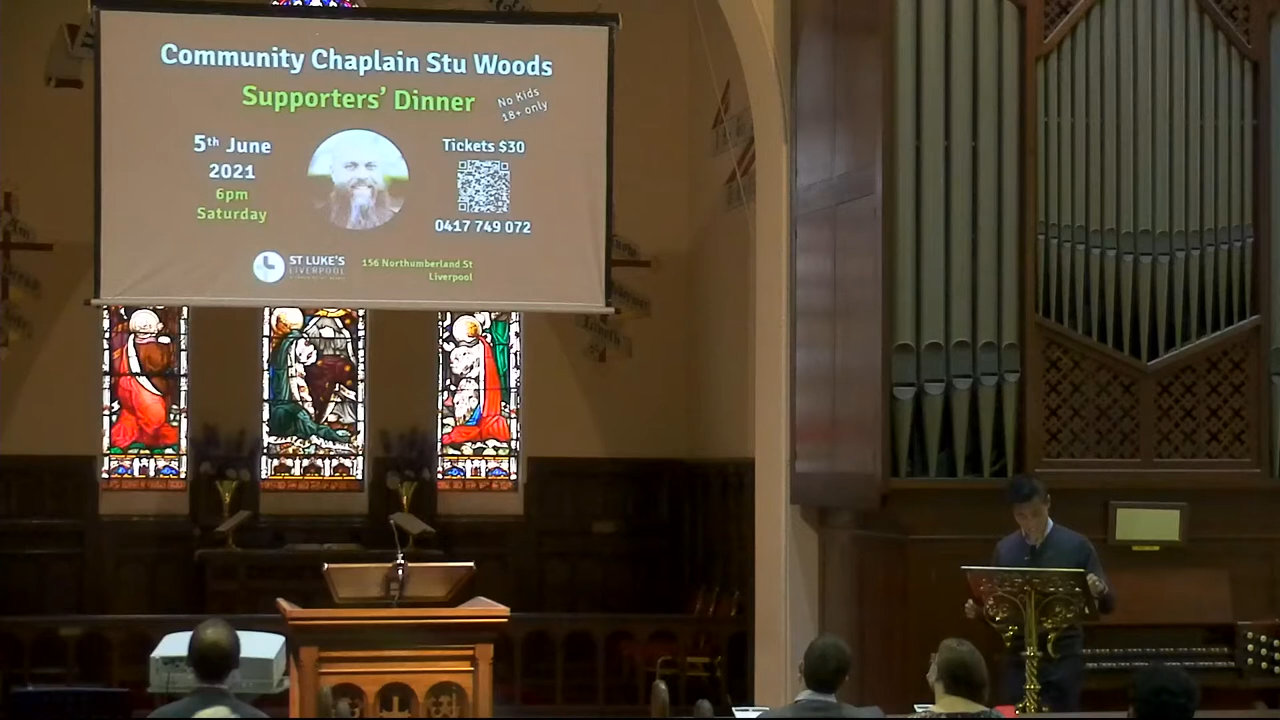 Community Chaplain Stu Woods
Supporters' Dinner
No Kids
18+ only
5th June
2021
6pm
Saturday
Tickets $30
0417 749 072
ST LUKE'S
LIVERPOOL
156 Northumberland St
Liverpool